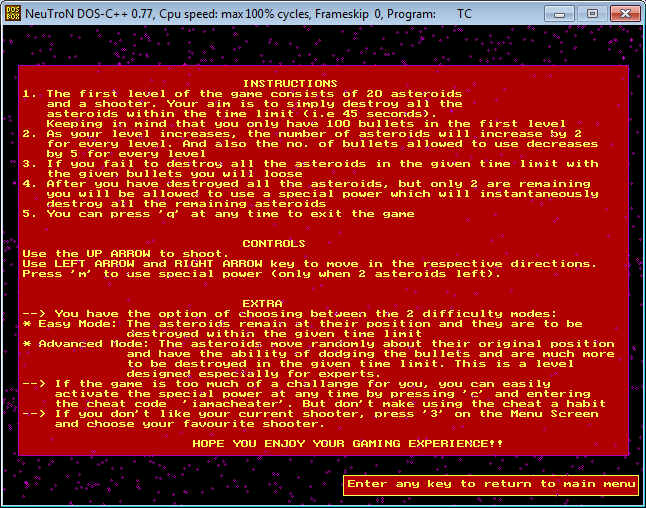 DOS BOX
NeuTroN DOS-C++ 0.77, Cpu speed: max 100% cycles, Frameskip 0, Program: TC
INSTRUCTIONS
1. The first level of the game consists of 20 asteroids
and a shooter. Your aim is to simply destroy all the
asteroids within the time limit (i.e 45 seconds).
Keeping in mind that you only have 100 bullets in the first level
2. As your level increases, the number of asteroids will increase by 2
for every level. And also the no. of bullets allowed to use decreases
by 5 for every level
3. If you fail to destroy all the asteroids in the given time limit with
the given bullets you will loose
4. After you have destroyed all the asteroids, but only 2 are remaining
you will be allowed to use a special power which will instantaneously
destroy all the remaining asteroids
5. You can press 'q' at any time to exit the game
CONTROLS
Use the UP ARROW to shoot.
Use LEFT ARROW and RIGHT ARROW key to move in the respective directions.
Press 'm' to use special power (only when 2 asteroids left).
EXTRA
--> You have the option of choosing between the 2 difficulty modes:
* Easy Mode: The asteroids remain at their position and they are to be
destroyed within the given time limit
* Advanced Mode: The asteroids move randomly about their original position
and have the ability of dodging the bullets and are much more
to be destroyed in the given time limit. This is a level
designed especially for experts.
--> If the game is too much of a challange for you, you can easily
activate the special power at any time by pressing 'c' and entering
the cheat code 'iamacheater'. But don't make using the cheat a habit
--> If you don't like your current shooter, press '3' on the Menu Screen
and choose your favourite shooter.
HOPE YOU ENJOY YOUR GAMING EXPERIENCE!!
Enter any key to return to main menu